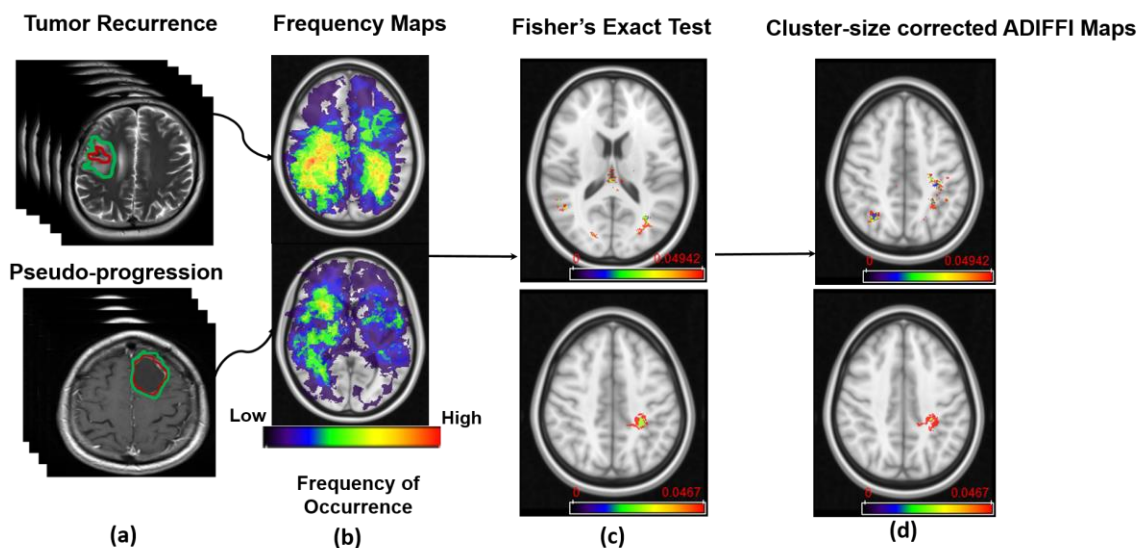 Tumor Recurrence
Frequency Maps
Fisher's Exact Test
Cluster-size corrected ADIFFI Maps
0
0.04942
0
0.04942
Pseudo-progression
Low
High
Frequency of
Occurrence
0
0.0467
0
0.0467
(a)
(b)
(c)
(d)